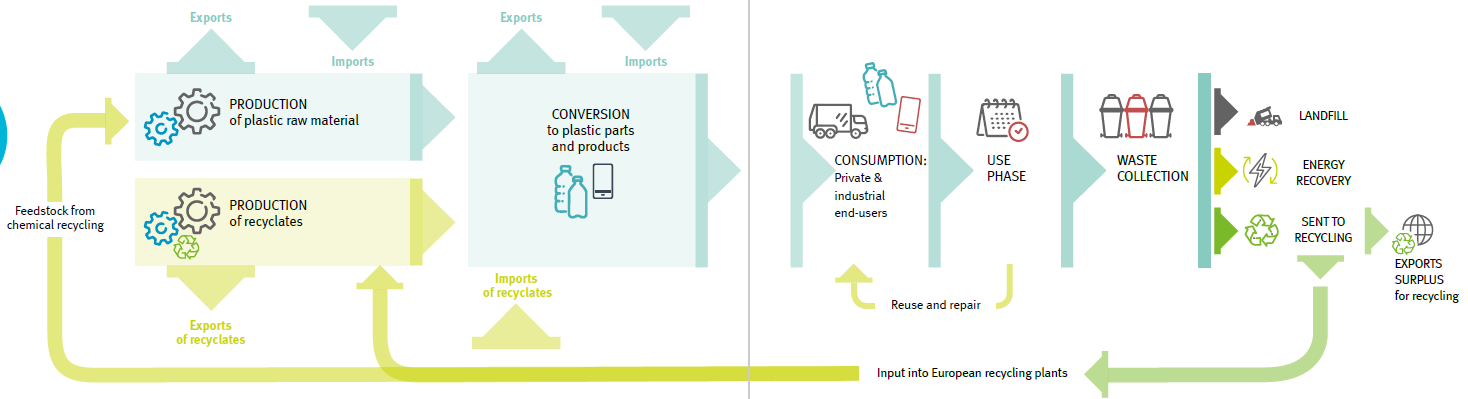 Exports
Imports
Exports
Imports
PRODUCTION
of plastic raw material
PRODUCTION
of recyclates
Feedstock from
chemical recycling
Exports
of recyclates
CONVERSION
to plastic parts
and products
Imports
of recyclates
CONSUMPTION:
Private &
industrial
end-users
USE
PHASE
Reuse and repair
WASTE
COLLECTION
LANDFILL
ENERGY
RECOVERY
SENT TO
RECYCLING
EXPORTS
SURPLUS
for recycling
Input into European recycling plants